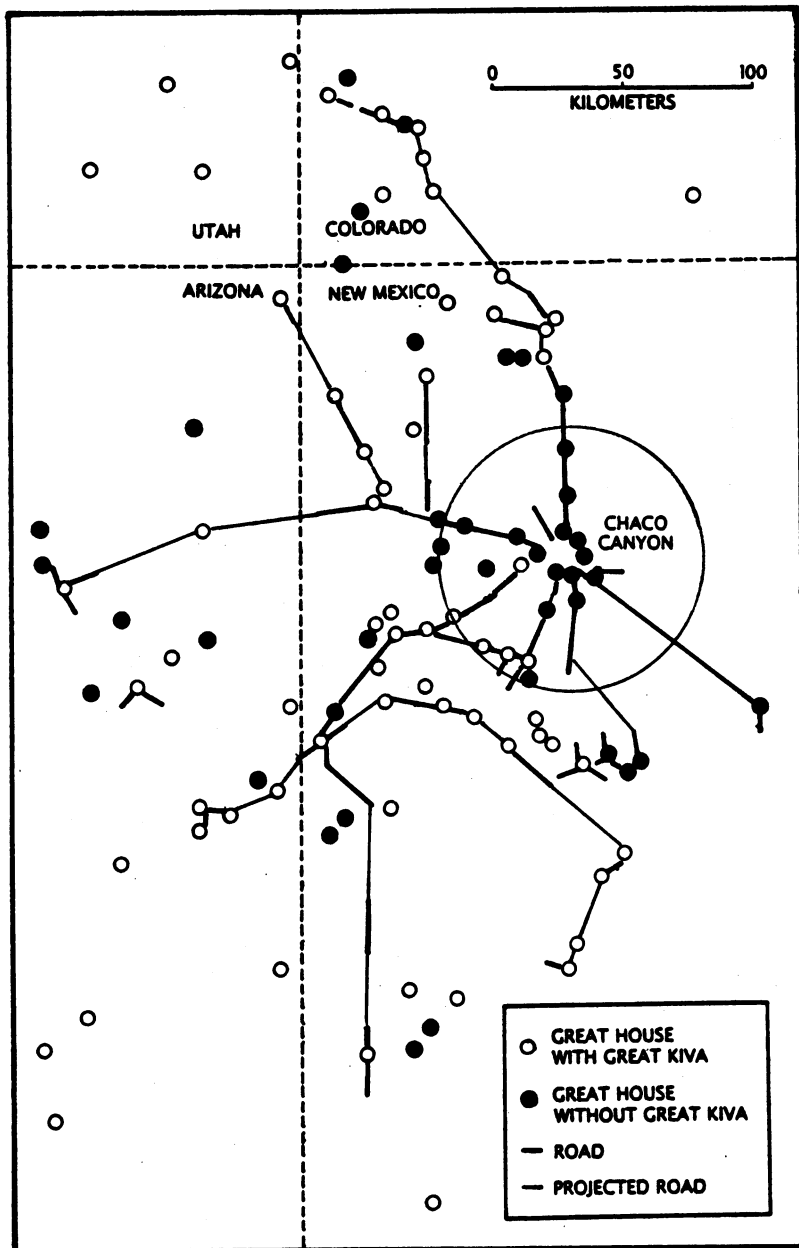 0 50 100
KILOMETERS
UTAH COLORADO
ARIZONA NEW MEXICO
CHACO
CANYON
GREAT HOUSE
WITH GREAT KIVA
GREAT HOUSE
WITHOUT GREAT KIVA
ROAD
PROJECTED ROAD